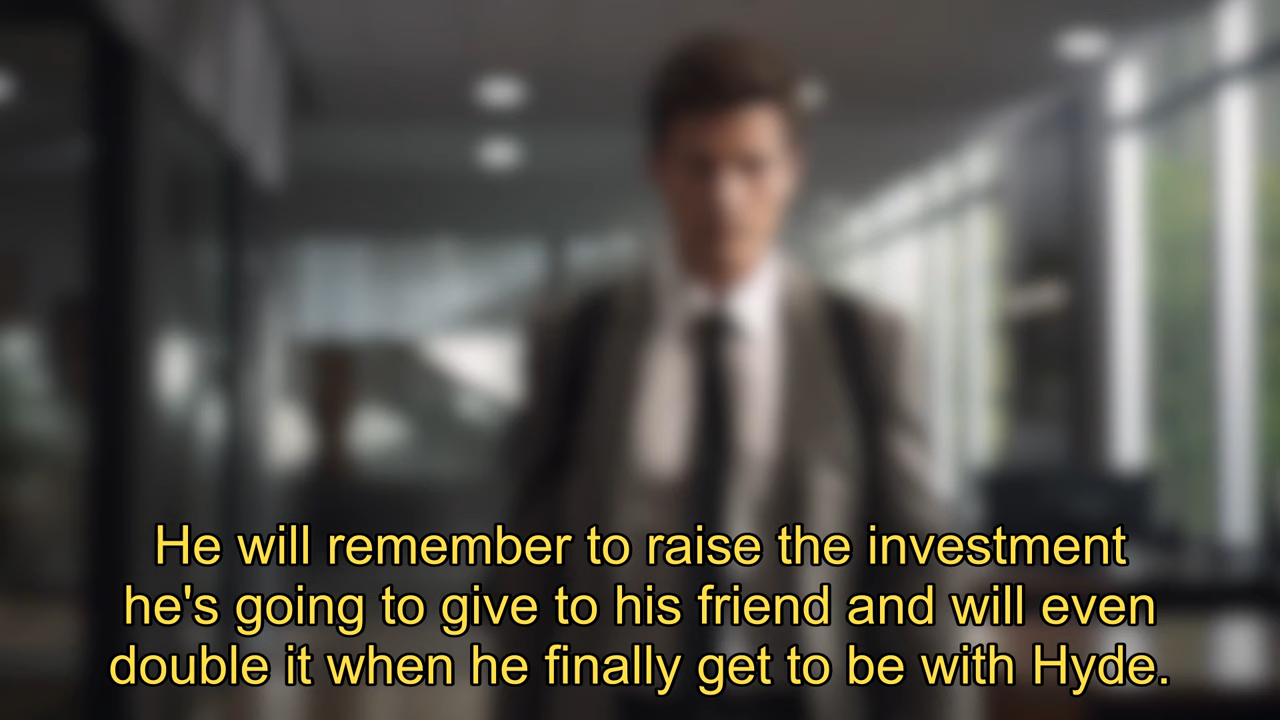 He will remember to raise the investment
he's going to give to his friend and will even
double it when he finally get to be with Hyde.